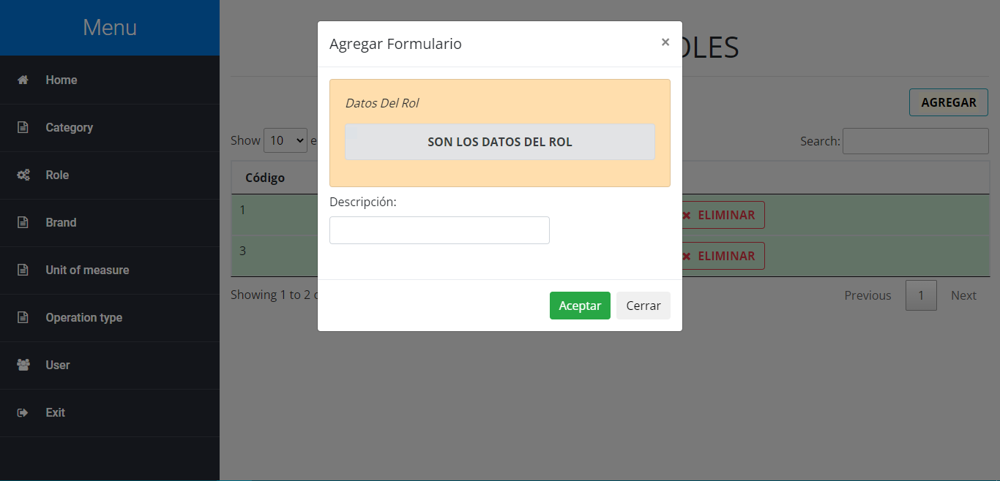 Menu
Home
Category
Role
Brand
Unit of measure
Operation type
User
Exit
OLES
AGREGAR
Show 10 e
Search:
Código
1
ELIMINAR
3
ELIMINAR
Showing 1 to 2
Previous 1 Next
Agregar Formulario ×
Datos Del Rol
SON LOS DATOS DEL ROL
Descripción:
Aceptar Cerrar